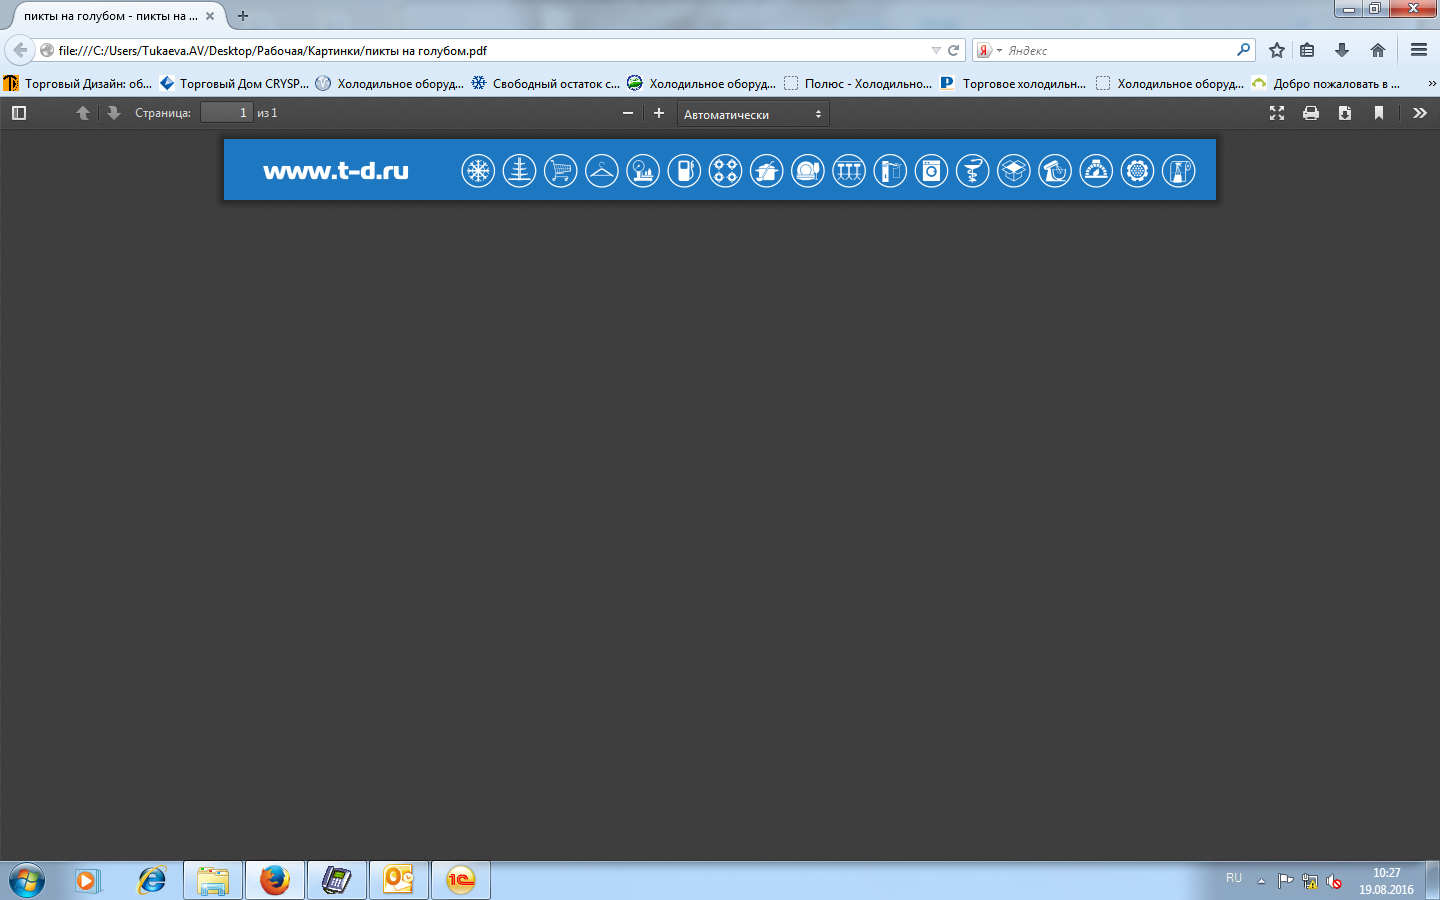 пикты на голубом - пикты на ...
file:///C:/Users/Tukaeva.AV/Desktop/Рабочая/Картинки/пикты на голубом.pdf
Я Яндекс
Торговый Дизайн: об... Торговый Дом CRYSP... Холодильное оборуд... Свободный остаток с... Холодильное оборуд... Полюс - Холодильно... Торговое холодильн... Холодильное оборуд... Добро пожаловать в ...
Страница: 1 из 1
Автоматически
www.t-d.ru
RU
10:27
19.08.2016